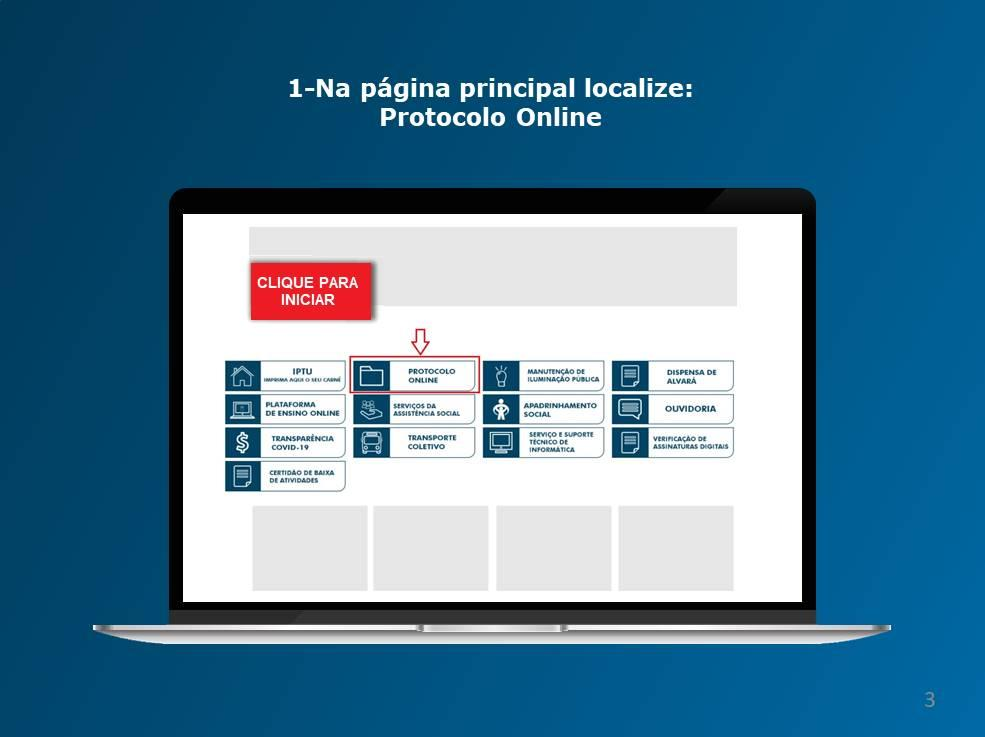 1-Na página principal localize:
Protocolo Online
CLIQUE PARA
INICIAR
IPTU
IMPRIMA AQUI O SEU CARNÊ
PROTOCOLO
ONLINE
MANUTENÇÃO DE
ILUMINAÇÃO PÚBLICA
DISPENSA DE
ALVARÁ
PLATAFORMA
DE ENSINO ONLINE
SERVIÇOS DA
ASSISTÊNCIA SOCIAL
APADRINHAMENTO
SOCIAL
OUVIDORIA
TRANSPARÊNCIA
COVID-19
TRANSPORTE
COLETIVO
SERVIÇO E SUPORTE
TÉCNICO DE
INFORMÁTICA
VERIFICAÇÃO DE
ASSINATURAS DIGITAIS
CERTIDÃO DE BAIXA
DE ATIVIDADES
3